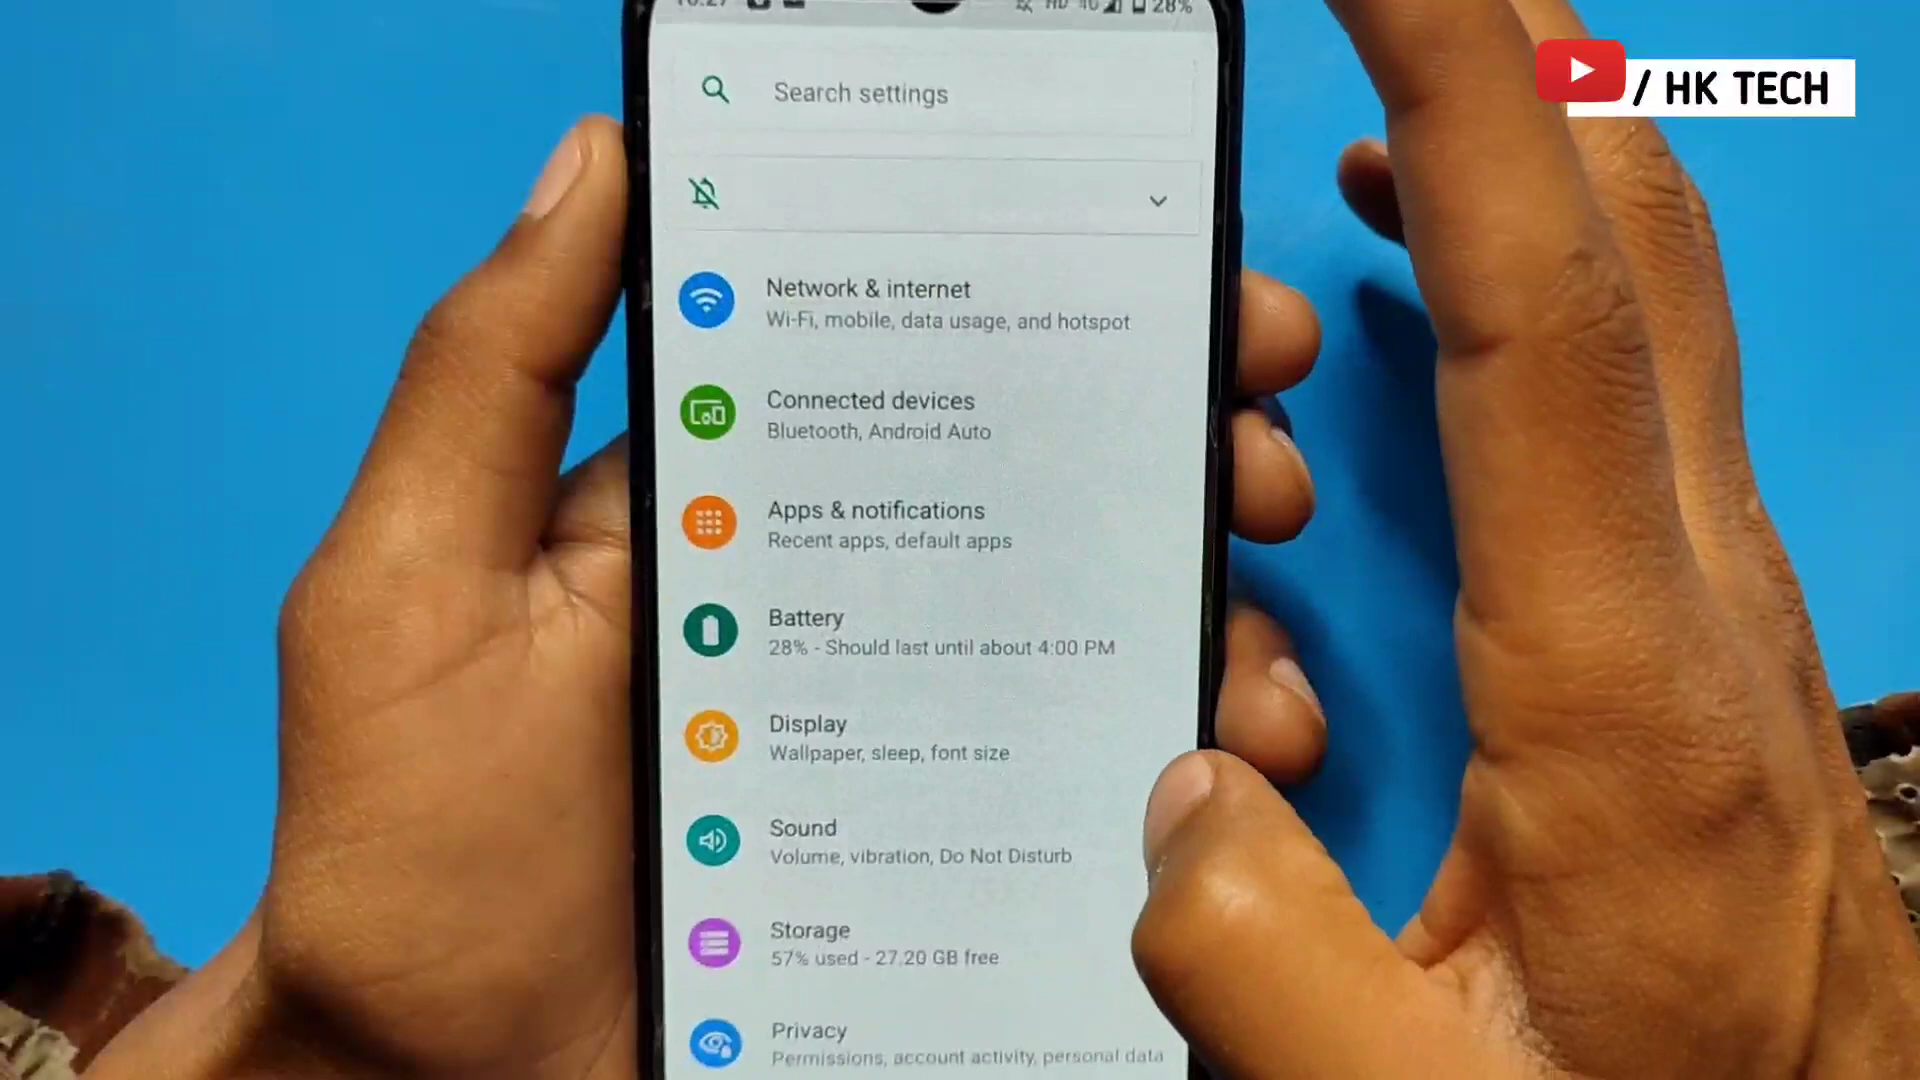 28%
Search settings
Network & internet
Wi-Fi, mobile, data usage, and hotspot
Connected devices
Bluetooth, Android Auto
Apps & notifications
Recent apps, default apps
Battery
28% - Should last until about 4:00 PM
Display
Wallpaper, sleep, font size
Sound
Volume, vibration, Do Not Disturb
Storage
57% used - 27.20 GB free
Privacy
Permissions, account activity, personal data
/ HK TECH